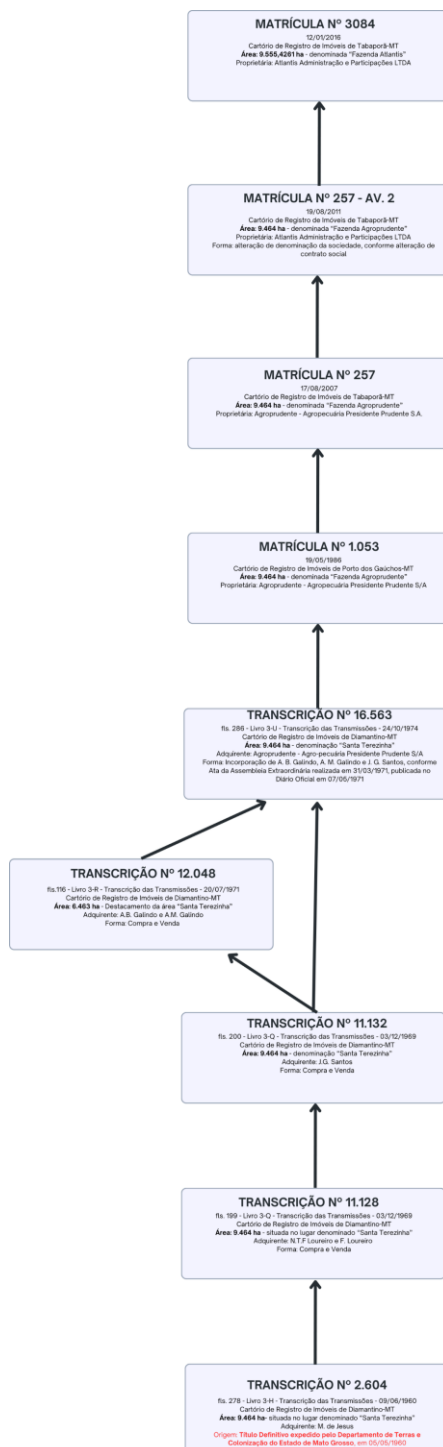 MATRÍCULA Nº 3084
12/01/2016
Cartório de Registro de Imóveis de Tabaporã-MT
Área: 9.555,4261 ha - denominada "Fazenda Atlantis"
Proprietária: Atlantis Administração e Participações LTDA
MATRÍCULA Nº 257 - AV. 2
19/08/2011
Cartório de Registro de Imóveis de Tabaporã-MT
Área: 9.464 ha - denominada "Fazenda Agroprudente"
Proprietária: Atlantis Administração e Participações LTDA
Forma: alteração de denominação da sociedade, conforme alteração de
contrato social
MATRÍCULA Nº 257
17/08/2007
Cartório de Registro de Imóveis de Tabaporã-MT
Área: 9.464 ha - denominada "Fazenda Agroprudente"
Proprietária: Agroprudente - Agropecuária Presidente Prudente S.A.
MATRÍCULA Nº 1.053
19/05/1986
Cartório de Registro de Imóveis de Porto dos Gaúchos-MT
Área: 9.464 ha - denominada "Fazenda Agroprudente"
Proprietária: Agroprudente - Agropecuária Presidente Prudente S/A
TRANSCRIÇÃO Nº 16.563
fls. 286 - Livro 3-U - Transcrição das Transmissões - 24/10/1974
Cartório de Registro de Imóveis de Diamantino-MT
Área: 9.464 ha - denominação "Santa Terezinha"
Adquirente: Agroprudente - Agro-pecuária Presidente Prudente S/A
Forma: Incorporação de A. B. Galindo, A. M. Galindo e J. G. Santos, conforme
Ata da Assembleia Extraordinária realizada em 31/03/1971, publicada no
Diário Oficial em 07/05/1971
TRANSCRIÇÃO Nº 12.048
fls.116 - Livro 3-R - Transcrição das Transmissões - 20/07/1971
Cartório de Registro de Imóveis de Diamantino-MT
Área: 6.463 ha - Destacamento da área "Santa Terezinha"
Adquirente: A.B. Galindo e A.M. Galindo
Forma: Compra e Venda
TRANSCRIÇÃO Nº 11.132
fls. 200 - Livro 3-Q - Transcrição das Transmissões - 03/12/1969
Cartório de Registro de Imóveis de Diamantino-MT
Área: 9.464 ha - denominação "Santa Terezinha"
Adquirente: J.G. Santos
Forma: Compra e Venda
TRANSCRIÇÃO Nº 11.128
fls. 199 - Livro 3-Q - Transcrição das Transmissões - 03/12/1969
Cartório de Registro de Imóveis de Diamantino-MT
Área: 9.464 ha - situada no lugar denominado "Santa Terezinha"
Adquirente: N.T.F Loureiro e F. Loureiro
Forma: Compra e Venda
TRANSCRIÇÃO Nº 2.604
fls. 278 - Livro 3-H - Transcrição das Transmissões - 09/06/1960
Cartório de Registro de Imóveis de Diamantino-MT
Área: 9.464 ha- situada no lugar denominado "Santa Terezinha"
Adquirente: M. de Jesus
Origem: Título Definitivo expedido pelo Departamento de Terras e
Colonização do Estado de Mato Grosso, em 05/05/1960